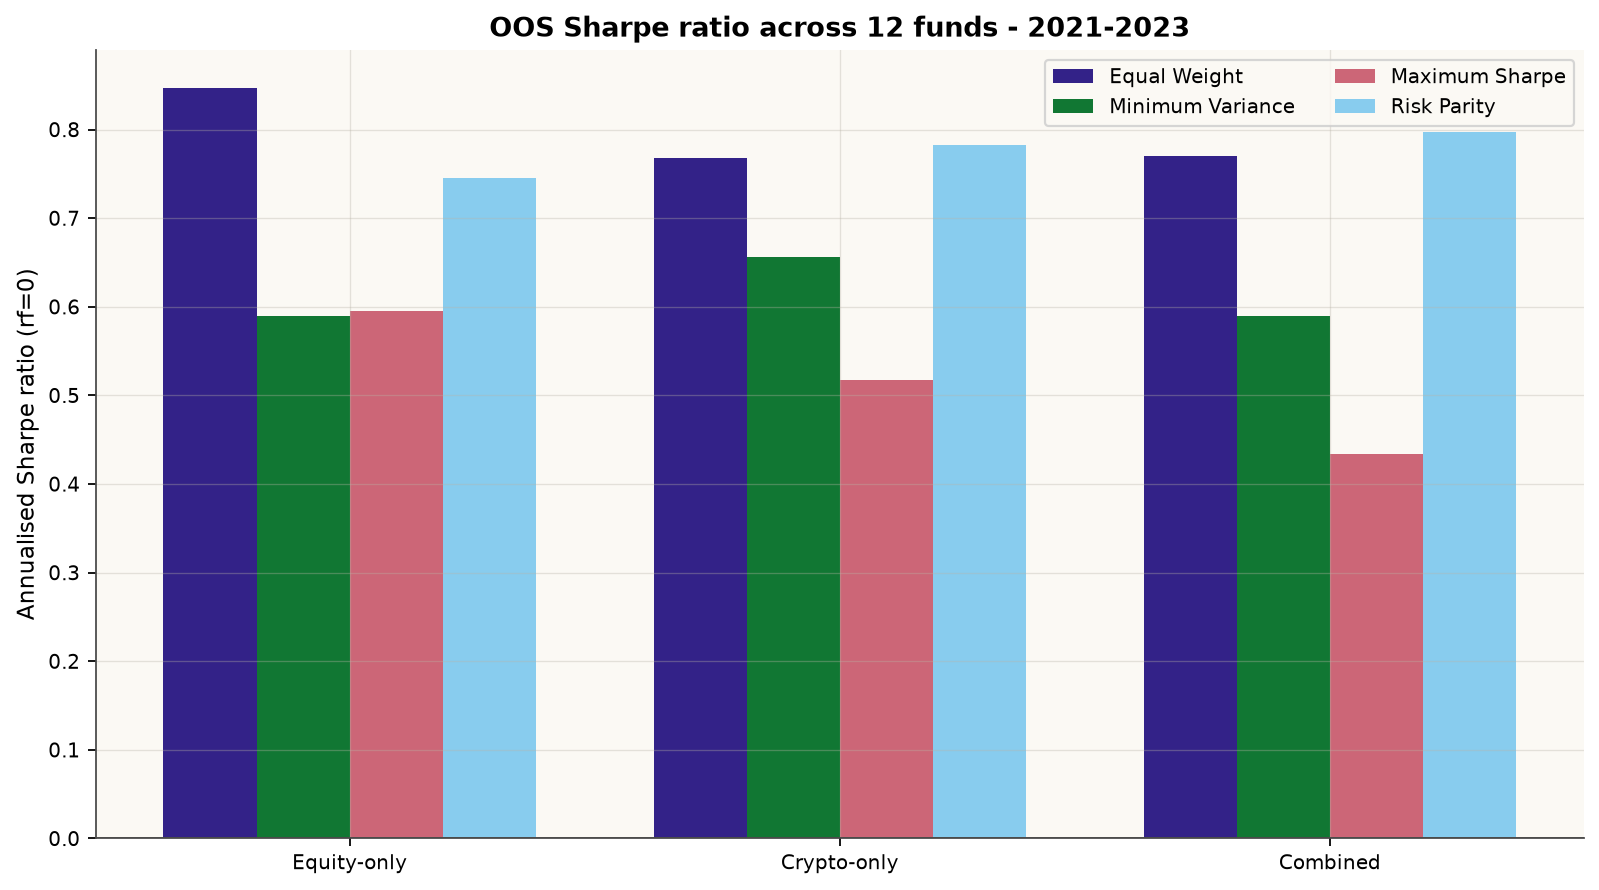 OOS Sharpe ratio across 12 funds - 2021-2023
Equal Weight
Minimum Variance
Maximum Sharpe
Risk Parity
Annualised Sharpe ratio (rf=0)
0.8
0.7
0.6
0.5
0.4
0.3
0.2
0.1
0.0
Equity-only
Crypto-only
Combined